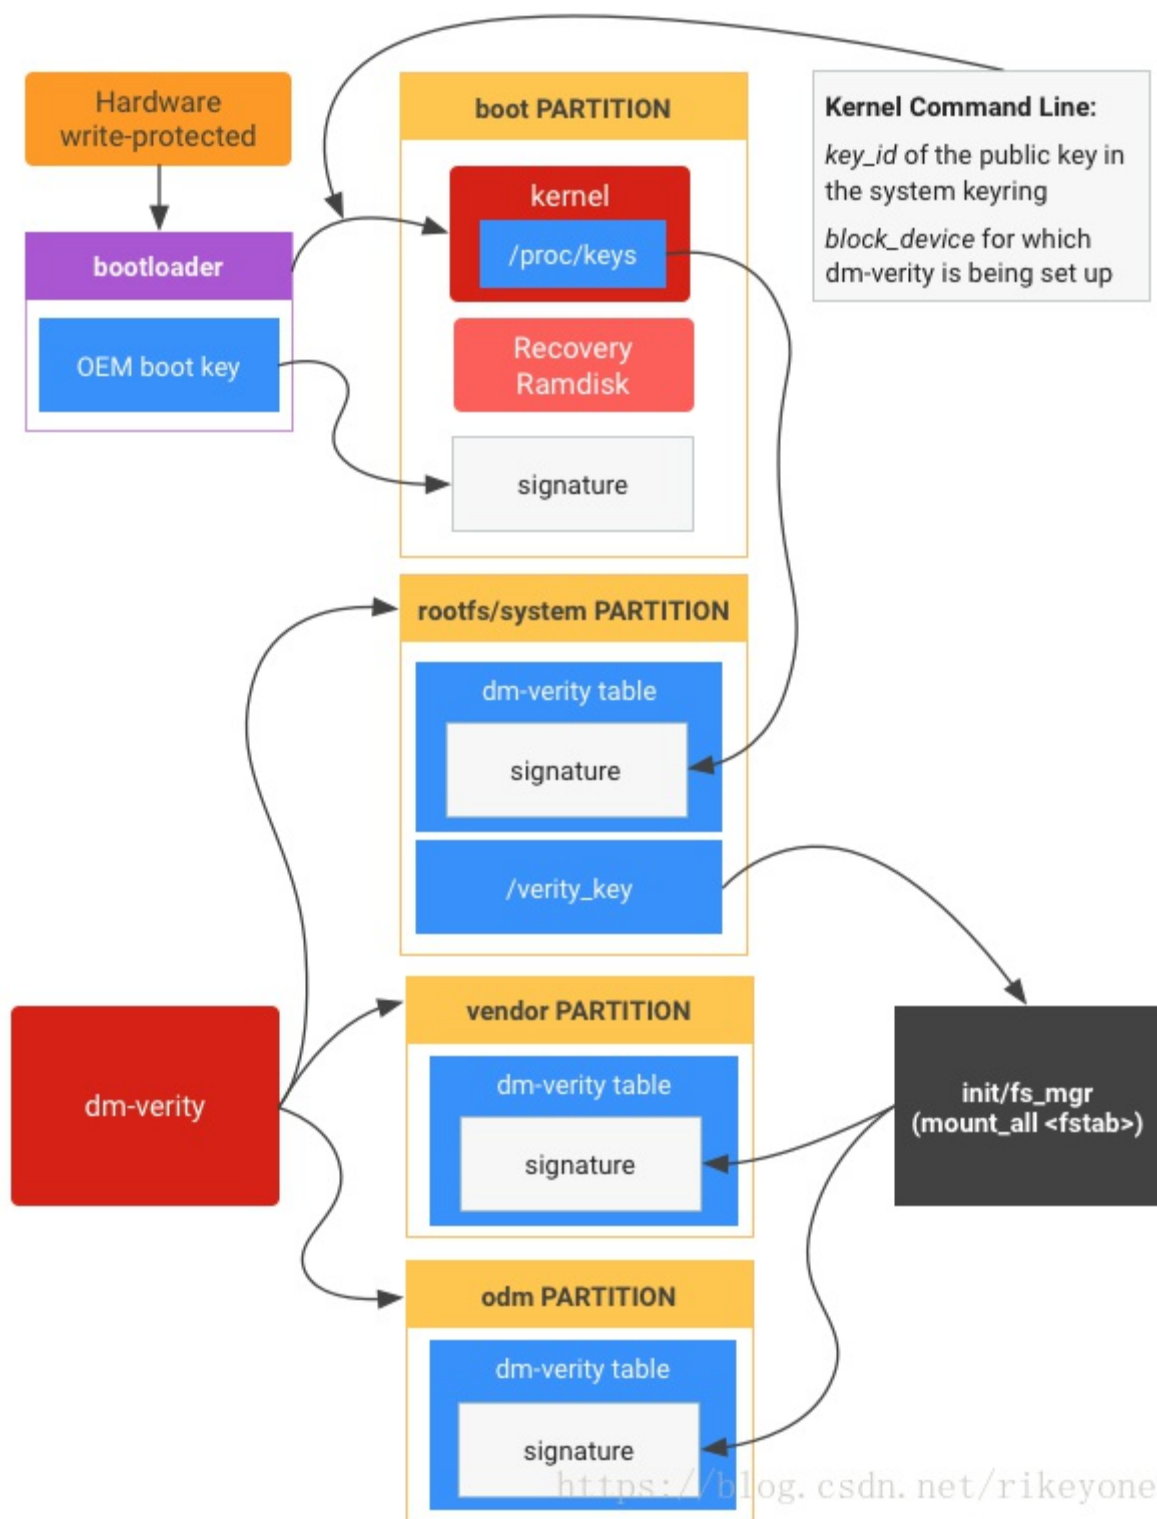 Hardware
write-protected
bootloader
OEM boot key
boot PARTITION
kernel
/proc/keys
Recovery
Ramdisk
signature
Kernel Command Line:
key_id of the public key in
the system keyring
block_device for which
dm-verity is being set up
rootfs/system PARTITION
dm-verity table
signature
/verity_key
dm-verity
vendor PARTITION
dm-verity table
signature
init/fs_mgr
(mount_all <fstab>)
odm PARTITION
dm-verity table
signature
https://blog.csdn.net/rikeyone